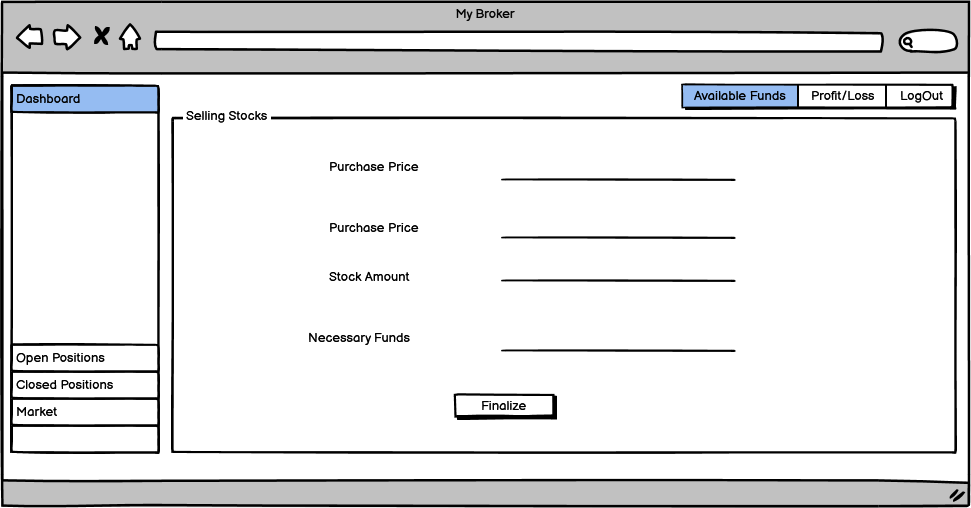 My Broker
Dashboard
Available Funds
Profit/Loss
LogOut
Selling Stocks
Purchase Price
Purchase Price
Stock Amount
Necessary Funds
Finalize
Open Positions
Closed Positions
Market